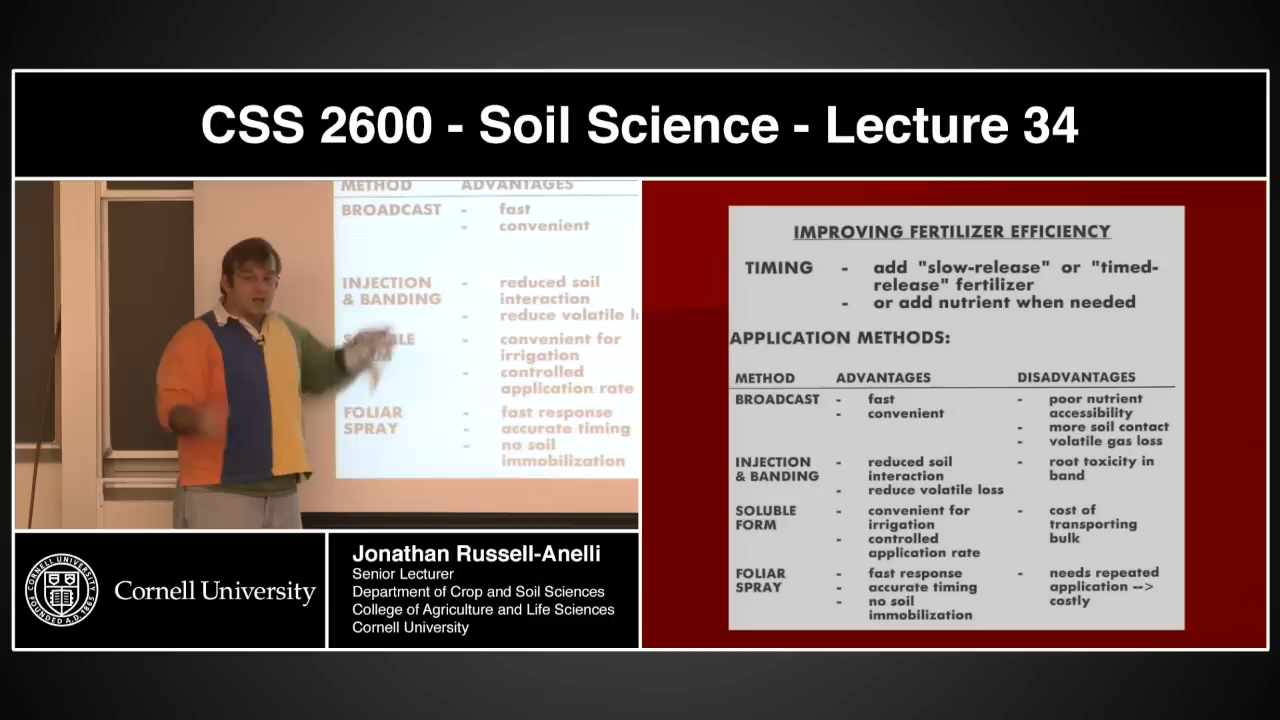 CSS 2600 - Soil Science - Lecture 34
METHOD ADVANTAGES
BROADCAST - fast
- convenient
INJECTION - reduced soil
& BANDING interaction
- reduce volatile
- convenient for
irrigation
- controlled
application rate
FOLIAR - fast response
SPRAY - accurate timing
- no soil
immobilization
IMPROVING FERTILIZER EFFICIENCY
TIMING - add "slow-release" or "timed-
release" fertilizer
- or add nutrient when needed
APPLICATION METHODS:
METHOD ADVANTAGES DISADVANTAGES
BROADCAST - fast - poor nutrient
- convenient accessibility
- more soil contact
- volatile gas loss
INJECTION - reduced soil - root toxicity in
& BANDING interaction band
- reduce volatile loss
SOLUBLE - convenient for - cost of
FORM irrigation transporting
- controlled bulk
application rate
FOLIAR - fast response - needs repeated
SPRAY - accurate timing application -->
- no soil costly
immobilization
CORNELL UNIVERSITY
FOUNDED A.D. 1865
Cornell University
Jonathan Russell-Anelli
Senior Lecturer
Department of Crop and Soil Sciences
College of Agriculture and Life Sciences
Cornell University